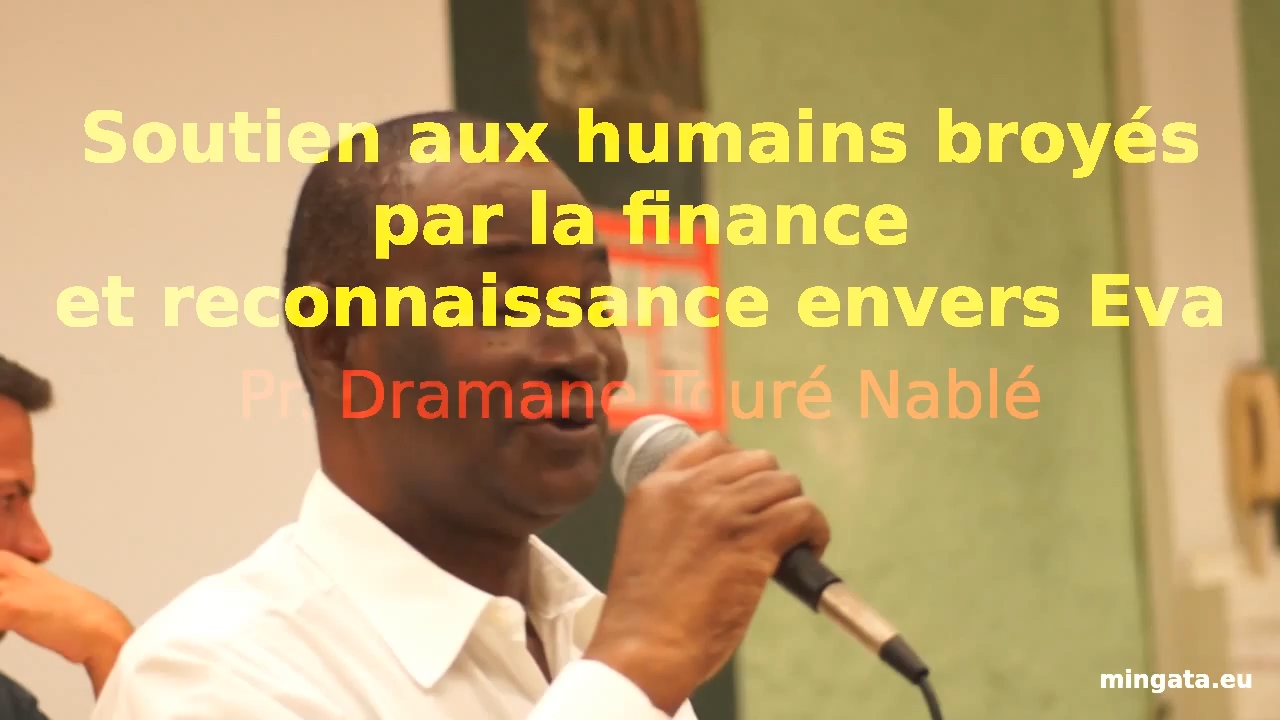 Soutien aux humains broyés
par la finance
et reconnaissance envers Eva
Pr. Dramane Touré Nablé
mingata.eu